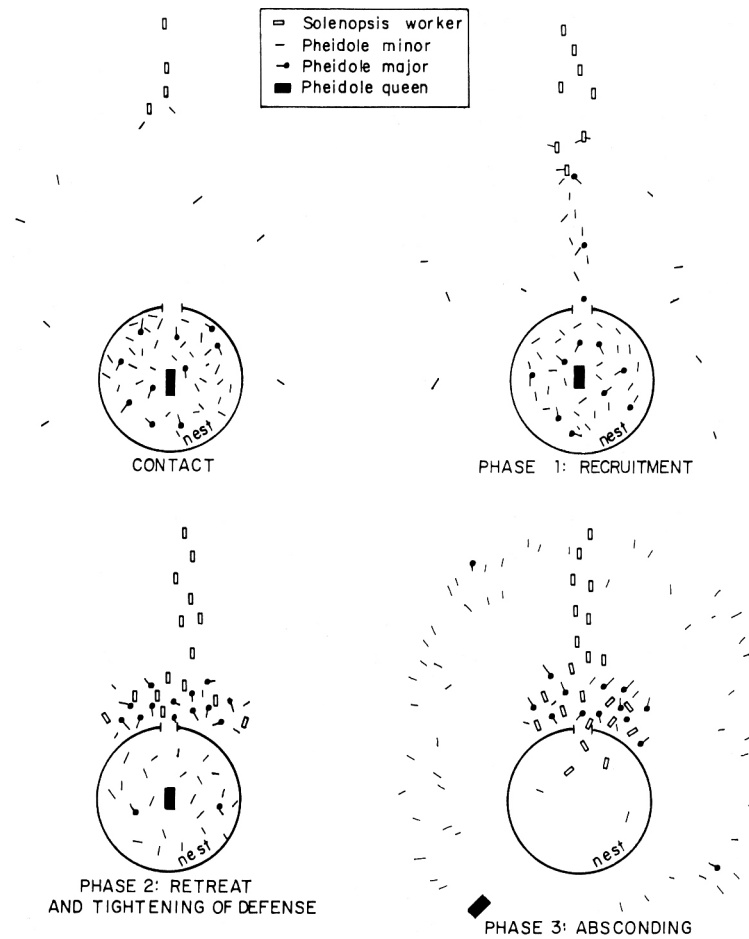 Solenopsis worker
Pheidole minor
Pheidole major
Pheidole queen
nest
CONTACT
nest
PHASE 1: RECRUITMENT
nest
PHASE 2: RETREAT
AND TIGHTENING OF DEFENSE
nest
PHASE 3: ABSCONDING